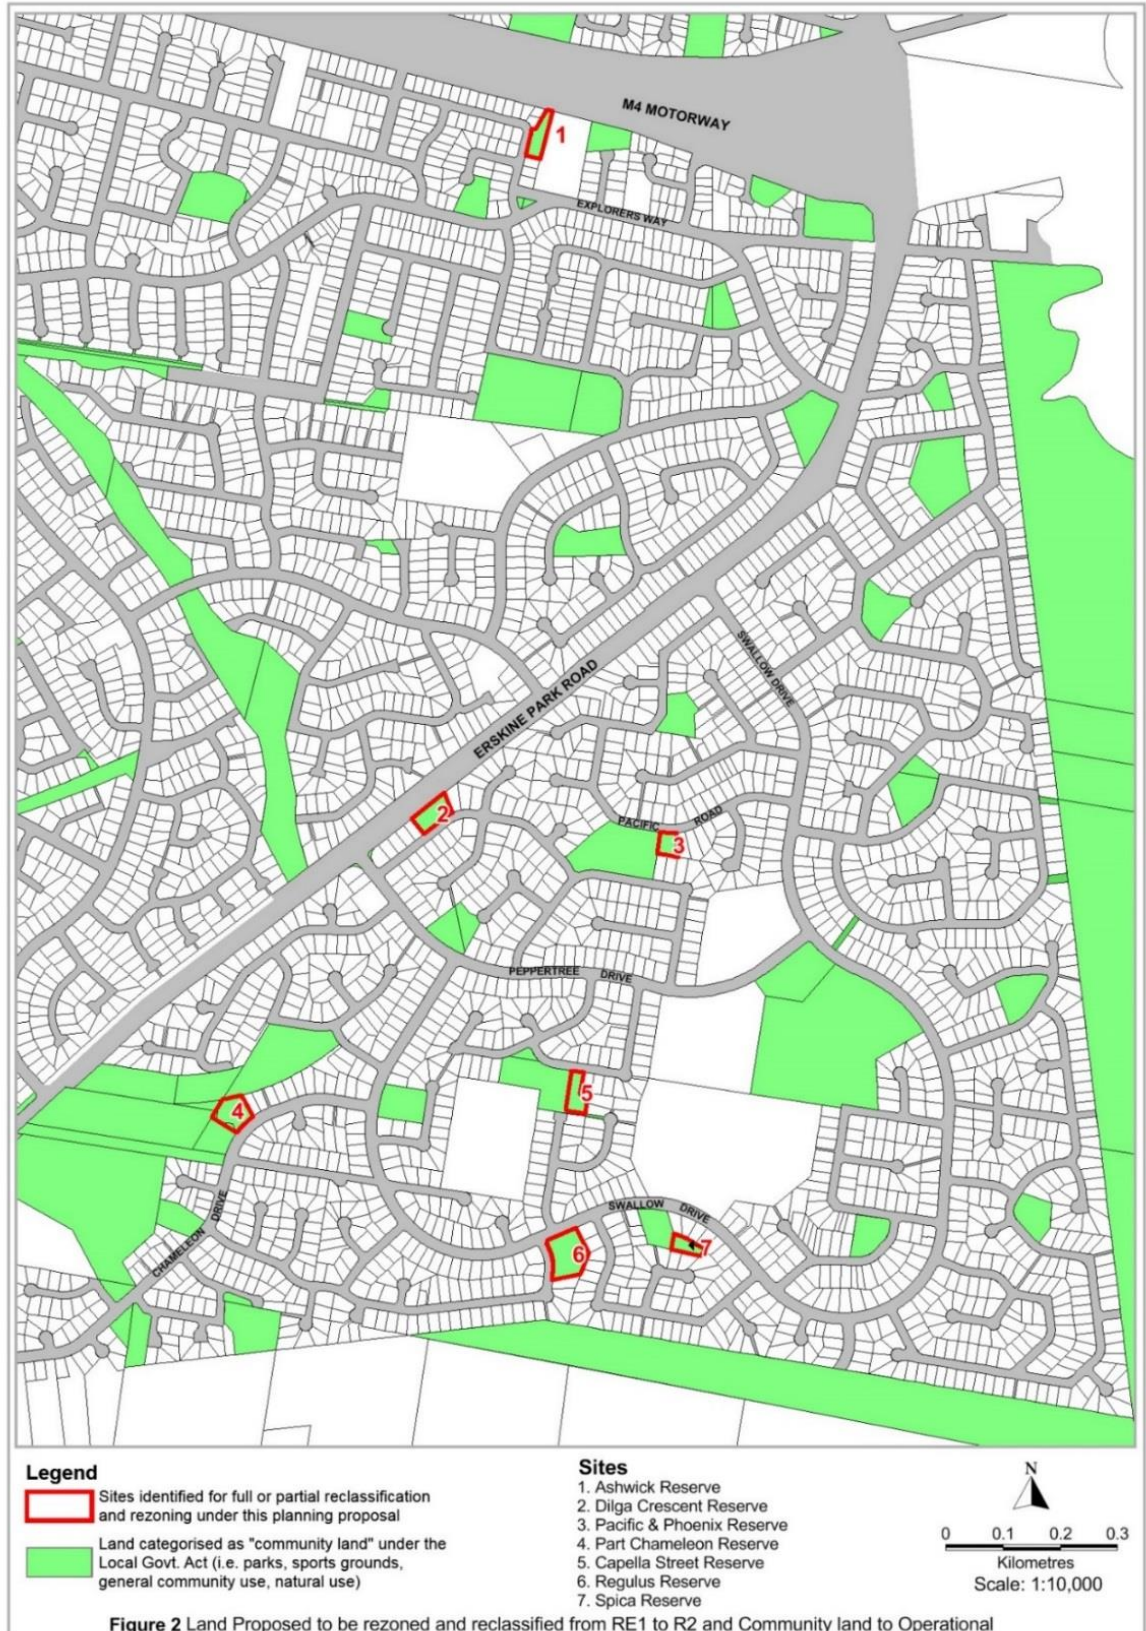 M4 MOTORWAY
1
EXPLORERS WAY
SWALLOW DRIVE
ERSKINE PARK ROAD
2
PACIFIC ROAD
3
PEPPERTREE DRIVE
5
4
SWALLOW DRIVE
CHAMELEON DRIVE
6
7
Legend
Sites identified for full or partial reclassification
and rezoning under this planning proposal
Land categorised as "community land" under the
Local Govt. Act (i.e. parks, sports grounds,
general community use, natural use)
Sites
1. Ashwick Reserve
2. Dilga Crescent Reserve
3. Pacific & Phoenix Reserve
4. Part Chameleon Reserve
5. Capella Street Reserve
6. Regulus Reserve
7. Spica Reserve
N
0 0.1 0.2 0.3
Kilometres
Scale: 1:10,000
Figure 2 Land Proposed to be rezoned and reclassified from RE1 to R2 and Community land to Operational